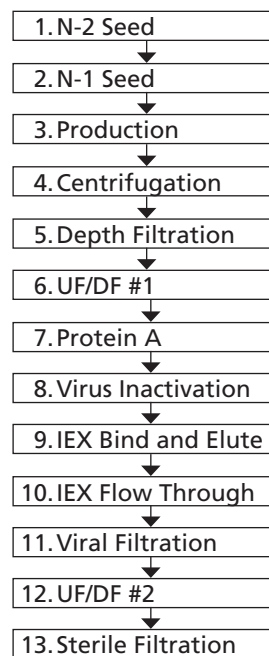 1. N-2 Seed
2. N-1 Seed
3. Production
4. Centrifugation
5. Depth Filtration
6. UF/DF #1
7. Protein A
8. Virus Inactivation
9. IEX Bind and Elute
10. IEX Flow Through
11. Viral Filtration
12. UF/DF #2
13. Sterile Filtration